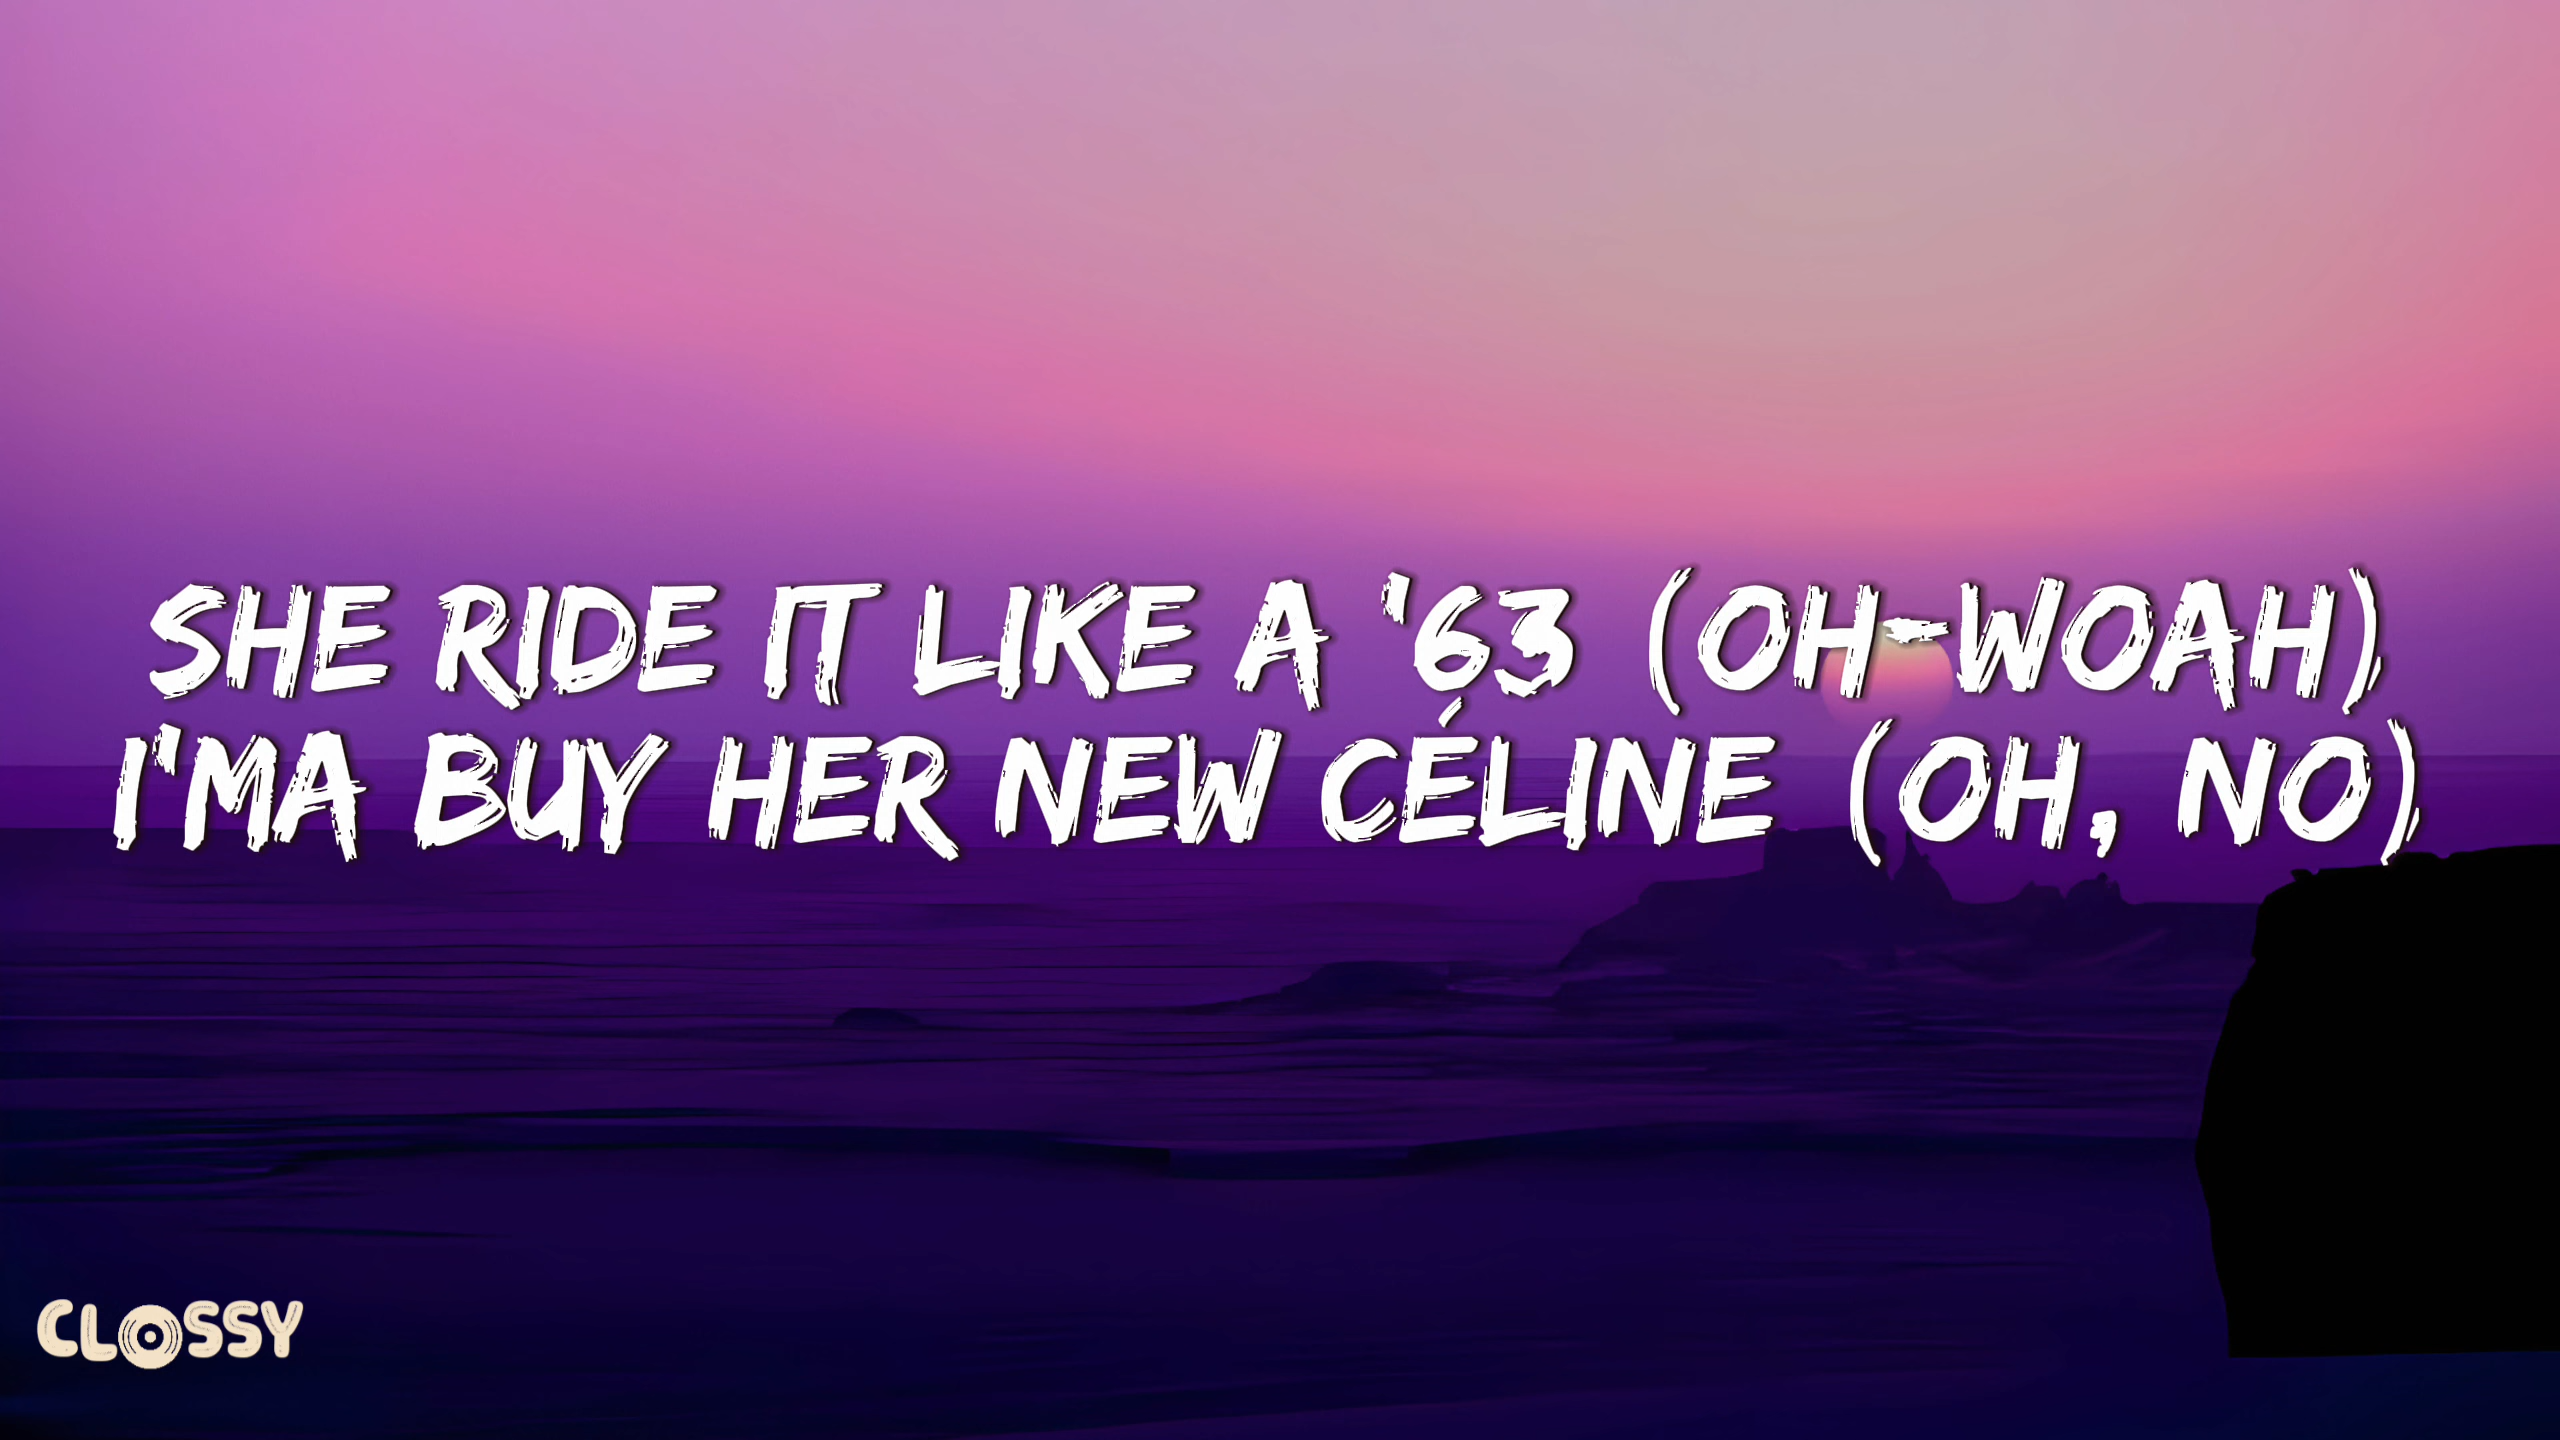 SHE RIDE IT LIKE A '63 (OH-WOAH)
I'MA BUY HER NEW CÉLINE (OH, NO)
CLOSSY